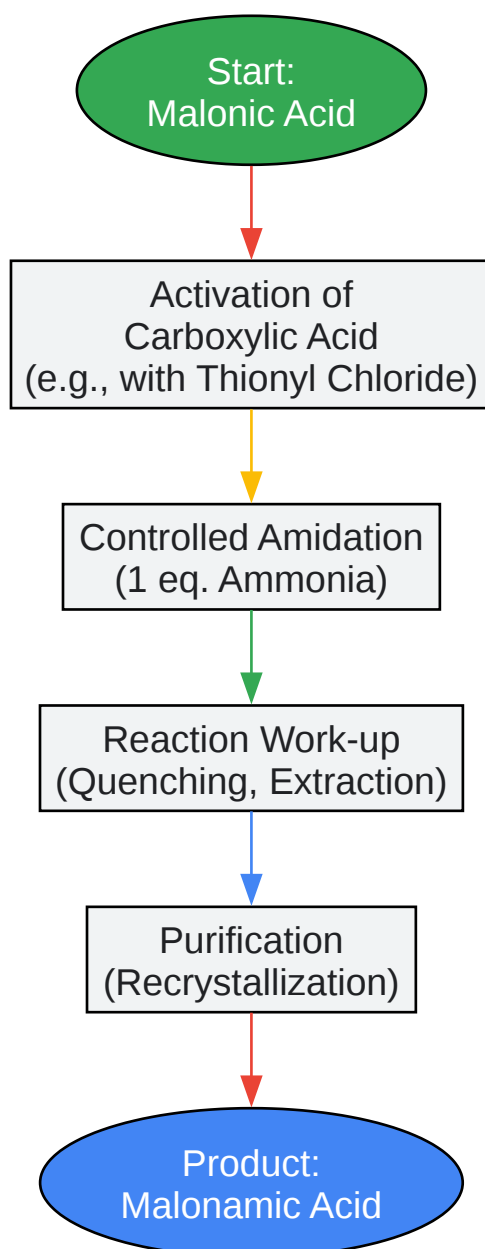 Start:
Malonic Acid
Activation of
Carboxylic Acid
(e.g., with Thionyl Chloride)
Controlled Amidation
(1 eq. Ammonia)
Reaction Work-up
(Quenching, Extraction)
Purification
(Recrystallization)
Product:
Malonamic Acid